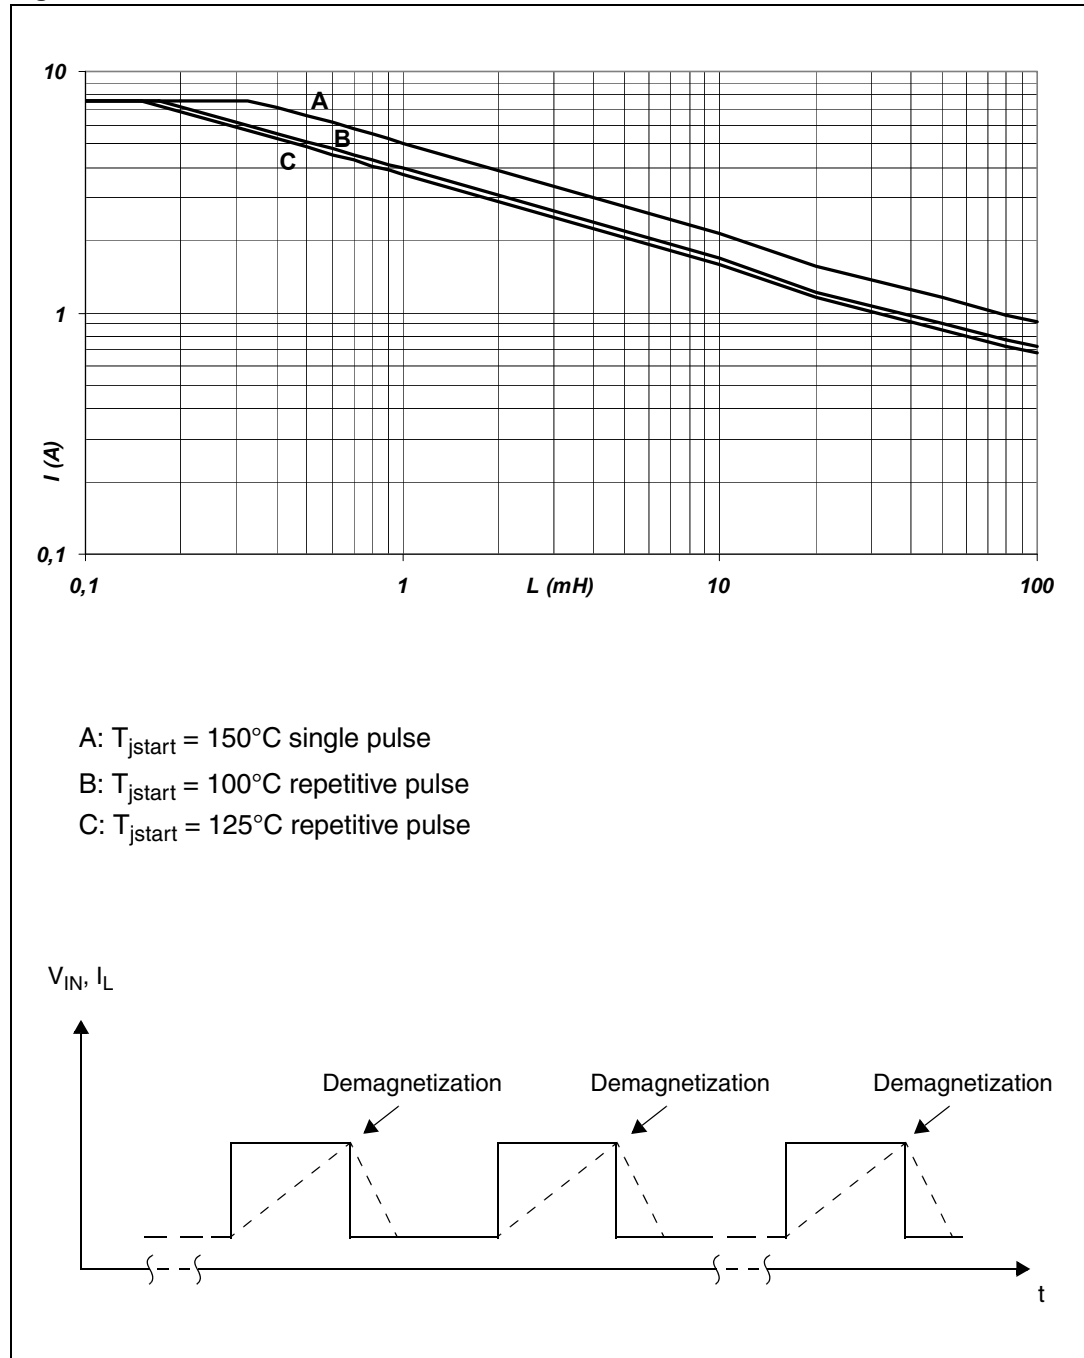 10
A
B
C
1
I (A)
0,1
0,1
1
L (mH)
10
100
A: Tjstart = 150°C single pulse
B: Tjstart = 100°C repetitive pulse
C: Tjstart = 125°C repetitive pulse
VIN, IL
Demagnetization
Demagnetization
Demagnetization
t